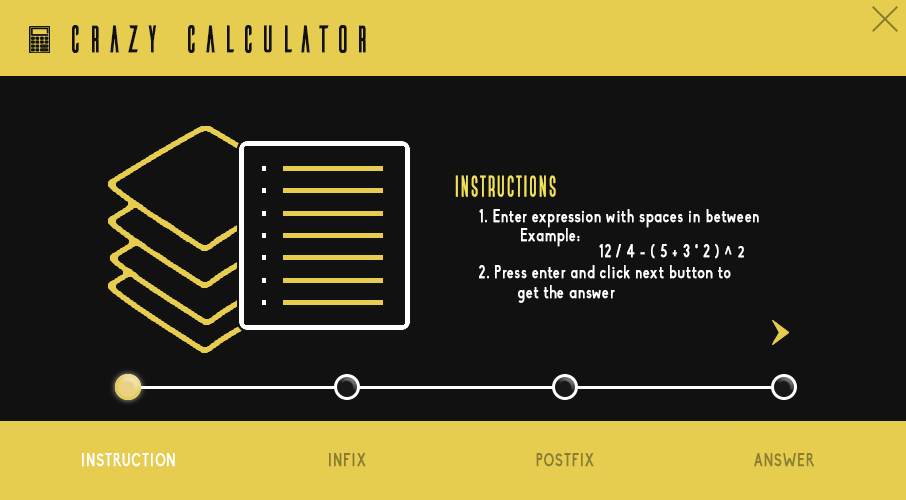 CRAZY CALCULATOR
INSTRUCTIONS
1. Enter expression with spaces in between
Example:
12 / 4 - ( 5 + 3 * 2 ) ^ 2
2. Press enter and click next button to
get the answer
INSTRUCTION
INFIX
POSTFIX
ANSWER